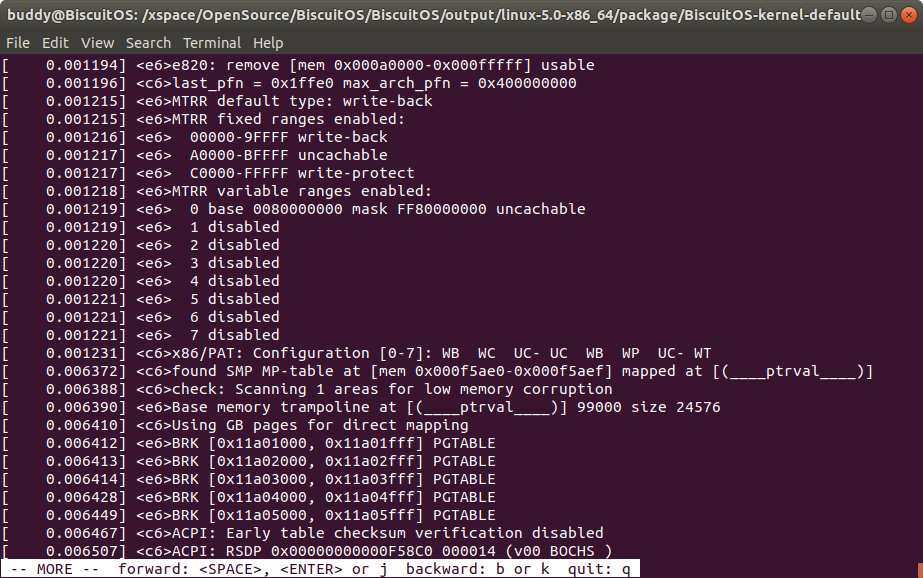 buddy@BiscuitOS: /xspace/OpenSource/BiscuitOS/BiscuitOS/output/linux-5.0-x86_64/package/BiscuitOS-kernel-default
File Edit View Search Terminal Help
[    0.001194] <e6>e820: remove [mem 0x000a0000-0x000fffff] usable
[    0.001196] <c6>last_pfn = 0x1ffe0 max_arch_pfn = 0x400000000
[    0.001215] <e6>MTRR default type: write-back
[    0.001215] <e6>MTRR fixed ranges enabled:
[    0.001216] <e6>  00000-9FFFF write-back
[    0.001217] <e6>  A0000-BFFFF uncachable
[    0.001217] <e6>  C0000-FFFFF write-protect
[    0.001218] <e6>MTRR variable ranges enabled:
[    0.001219] <e6>  0 base 0080000000 mask FF80000000 uncachable
[    0.001219] <e6>  1 disabled
[    0.001220] <e6>  2 disabled
[    0.001220] <e6>  3 disabled
[    0.001220] <e6>  4 disabled
[    0.001221] <e6>  5 disabled
[    0.001221] <e6>  6 disabled
[    0.001221] <e6>  7 disabled
[    0.001231] <c6>x86/PAT: Configuration [0-7]: WB  WC  UC- UC  WB  WP  UC- WT
[    0.006372] <c6>found SMP MP-table at [mem 0x000f5ae0-0x000f5aef] mapped at [(____ptrval____)]
[    0.006388] <c6>check: Scanning 1 areas for low memory corruption
[    0.006390] <e6>Base memory trampoline at [(____ptrval____)] 99000 size 24576
[    0.006410] <c6>Using GB pages for direct mapping
[    0.006412] <e6>BRK [0x11a01000, 0x11a01fff] PGTABLE
[    0.006413] <e6>BRK [0x11a02000, 0x11a02fff] PGTABLE
[    0.006414] <e6>BRK [0x11a03000, 0x11a03fff] PGTABLE
[    0.006428] <e6>BRK [0x11a04000, 0x11a04fff] PGTABLE
[    0.006449] <e6>BRK [0x11a05000, 0x11a05fff] PGTABLE
[    0.006467] <c6>ACPI: Early table checksum verification disabled
[    0.006507] <c6>ACPI: RSDP 0x00000000000F58C0 000014 (v00 BOCHS )
-- MORE --  forward: <SPACE>, <ENTER> or j  backward: b or k  quit: q